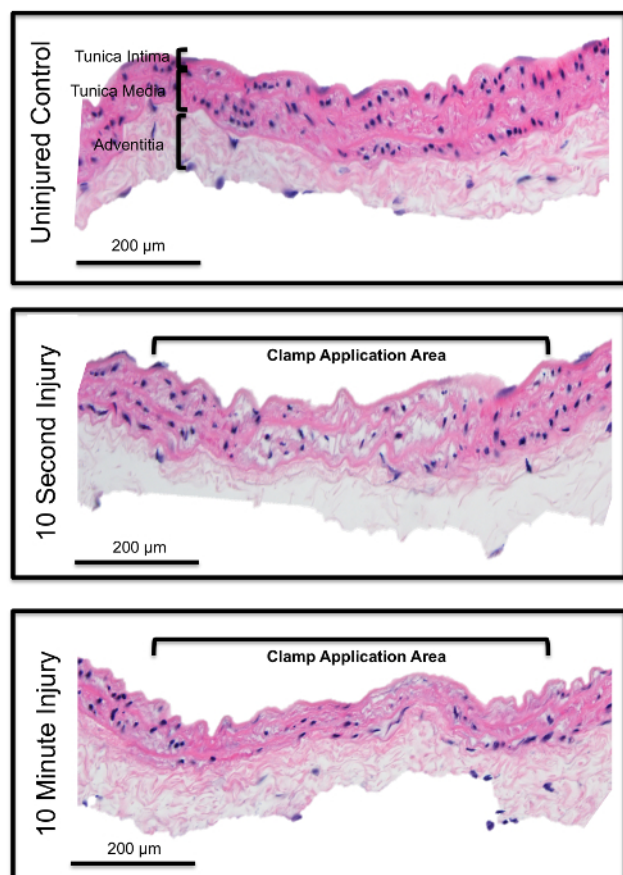 Uninjured Control
Tunica Intima
Tunica Media
Adventitia
200 µm
10 Second Injury
Clamp Application Area
200 µm
10 Minute Injury
Clamp Application Area
200 µm